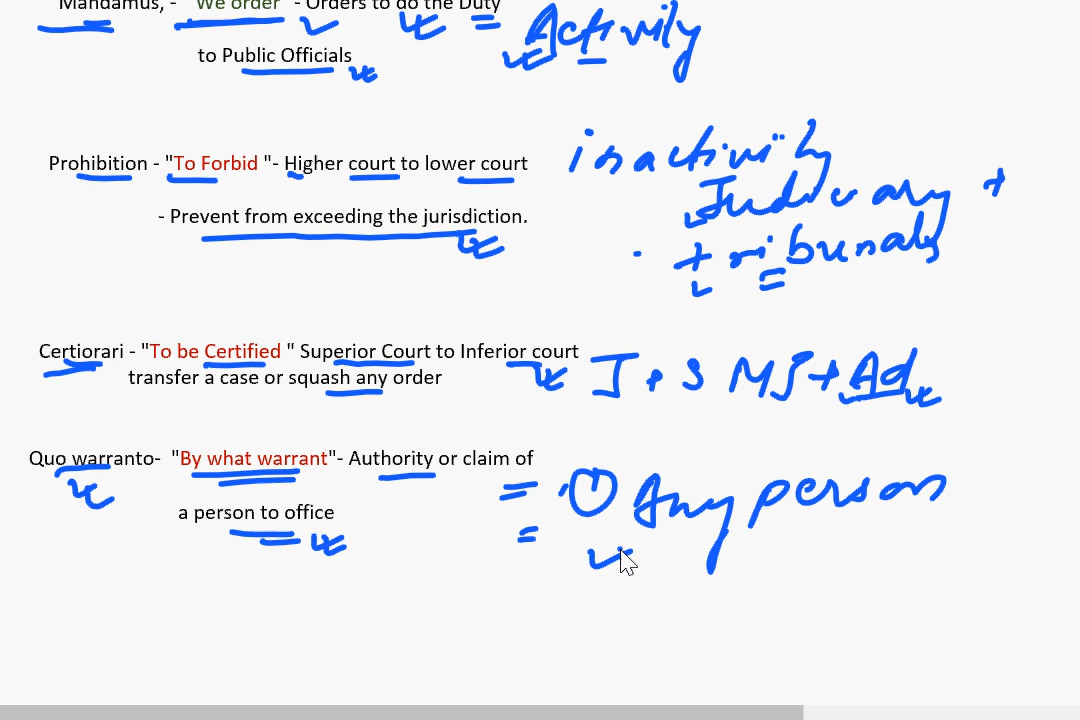 Mandamus, - "We order" - Orders to do the Duty
to Public Officials
Activity
Prohibition - "To Forbid "- Higher court to lower court
- Prevent from exceeding the jurisdiction.
inactivity
Judicary +
tribunals
Certiorari - "To be Certified " Superior Court to Inferior court
transfer a case or squash any order
+ Ad
Quo warranto- "By what warrant"- Authority or claim of
a person to office
= Any person
=